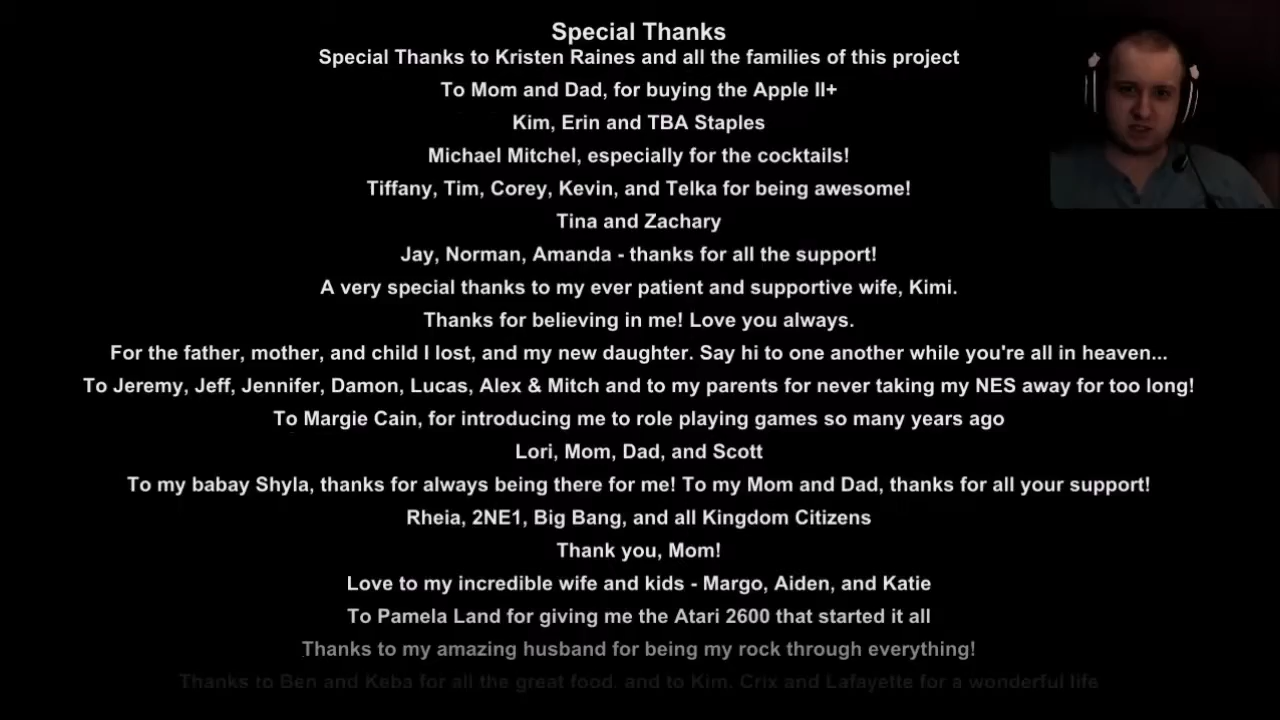 Special Thanks
Special Thanks to Kristen Raines and all the families of this project
To Mom and Dad, for buying the Apple II+
Kim, Erin and TBA Staples
Michael Mitchel, especially for the cocktails!
Tiffany, Tim, Corey, Kevin, and Telka for being awesome!
Tina and Zachary
Jay, Norman, Amanda - thanks for all the support!
A very special thanks to my ever patient and supportive wife, Kimi.
Thanks for believing in me! Love you always.
For the father, mother, and child I lost, and my new daughter. Say hi to one another while you're all in heaven...
To Jeremy, Jeff, Jennifer, Damon, Lucas, Alex & Mitch and to my parents for never taking my NES away for too long!
To Margie Cain, for introducing me to role playing games so many years ago
Lori, Mom, Dad, and Scott
To my babay Shyla, thanks for always being there for me! To my Mom and Dad, thanks for all your support!
Rheia, 2NE1, Big Bang, and all Kingdom Citizens
Thank you, Mom!
Love to my incredible wife and kids - Margo, Aiden, and Katie
To Pamela Land for giving me the Atari 2600 that started it all
Thanks to my amazing husband for being my rock through everything!
Thanks to Ben and Keba for all the great food, and to Kim, Crix and Lafayette for a wonderful life